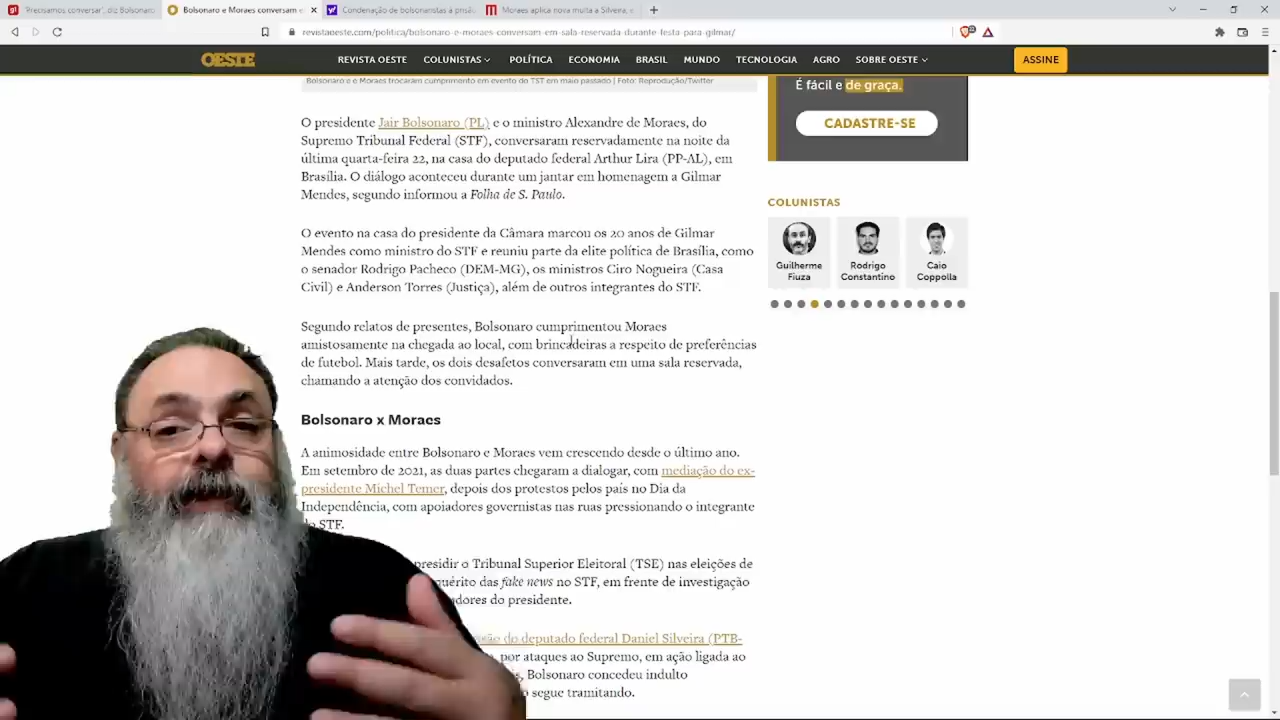 "Precisamos conversar", diz Bolsonaro
Bolsonaro e Moraes conversam e
Condenação de bolsonaristas à prisã
Moraes aplica nova multa a Silveira, e
revistaoeste.com/politica/bolsonaro-e-moraes-conversam-em-sala-reservada-durante-festa-para-gilmar/
OESTE
REVISTA OESTE COLUNISTAS POLÍTICA ECONOMIA BRASIL MUNDO TECNOLOGIA AGRO SOBRE OESTE
ASSINE
Bolsonaro e e Moraes trocaram cumprimento em evento do TST em maio passado | Foto: Reprodução/Twitter
O presidente Jair Bolsonaro (PL) e o ministro Alexandre de Moraes, do
Supremo Tribunal Federal (STF), conversaram reservadamente na noite da
última quarta-feira 22, na casa do deputado federal Arthur Lira (PP-AL), em
Brasília. O diálogo aconteceu durante um jantar em homenagem a Gilmar
Mendes, segundo informou a Folha de S. Paulo.
O evento na casa do presidente da Câmara marcou os 20 anos de Gilmar
Mendes como ministro do STF e reuniu parte da elite política de Brasília, como
o senador Rodrigo Pacheco (DEM-MG), os ministros Ciro Nogueira (Casa
Civil) e Anderson Torres (Justiça), além de outros integrantes do STF.
Segundo relatos de presentes, Bolsonaro cumprimentou Moraes
amistosamente na chegada ao local, com brincadeiras a respeito de preferências
de futebol. Mais tarde, os dois desafetos conversaram em uma sala reservada,
chamando a atenção dos convidados.
Bolsonaro x Moraes
A animosidade entre Bolsonaro e Moraes vem crescendo desde o último ano.
Em setembro de 2021, as duas partes chegaram a dialogar, com mediação do ex-
presidente Michel Temer, depois dos protestos pelos país no Dia da
Independência, com apoiadores governistas nas ruas pressionando o integrante
do STF.
presidir o Tribunal Superior Eleitoral (TSE) nas eleições de
quérito das fake news no STF, em frente de investigação
adores do presidente.
do deputado federal Daniel Silveira (PTB-
por ataques ao Supremo, em ação ligada ao
Bolsonaro concedeu indulto
segue tramitando.
É fácil e de graça.
CADASTRE-SE
COLUNISTAS
Guilherme
Fiuza
Rodrigo
Constantino
Caio
Coppolla